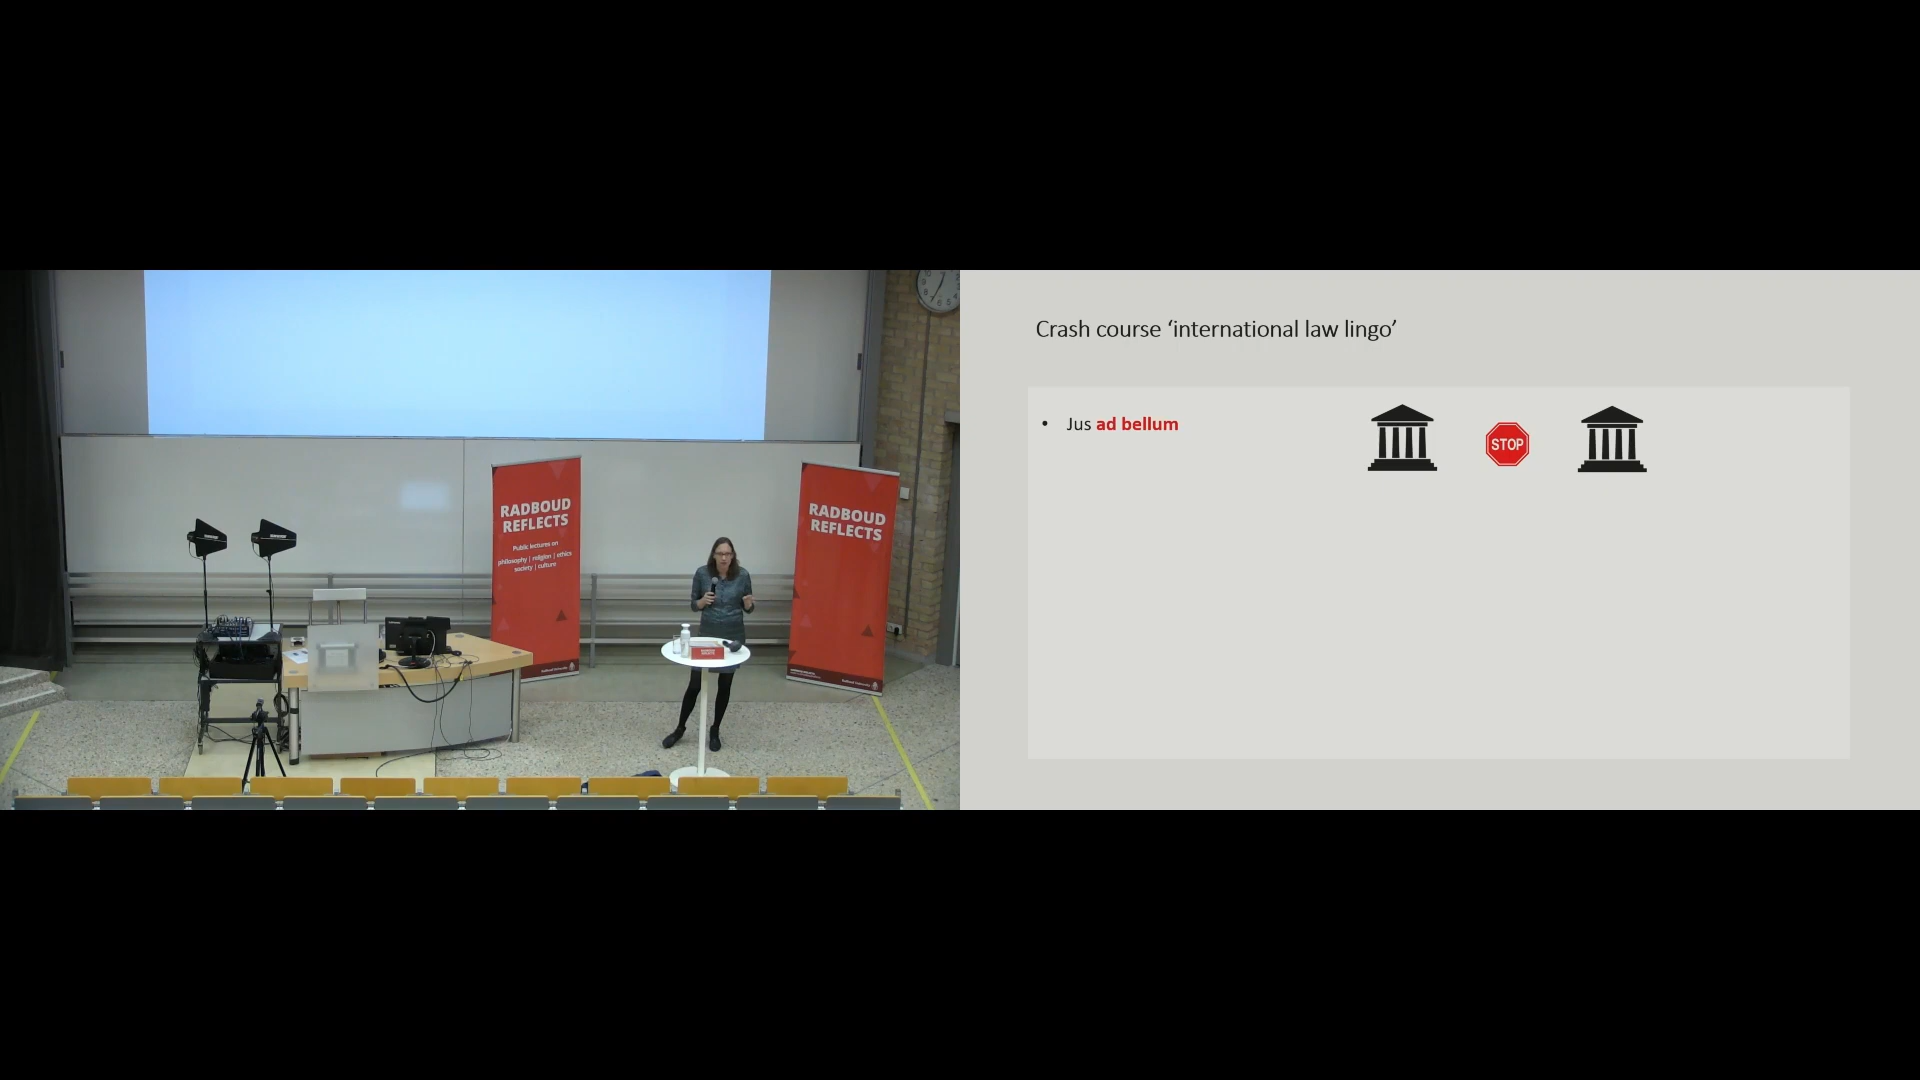 RADBOUD
REFLECTS
Public lectures on
philosophy | religion | ethics
society | culture
RADBOUD
REFLECTS
Crash course ‘international law lingo’
• Jus ad bellum
STOP